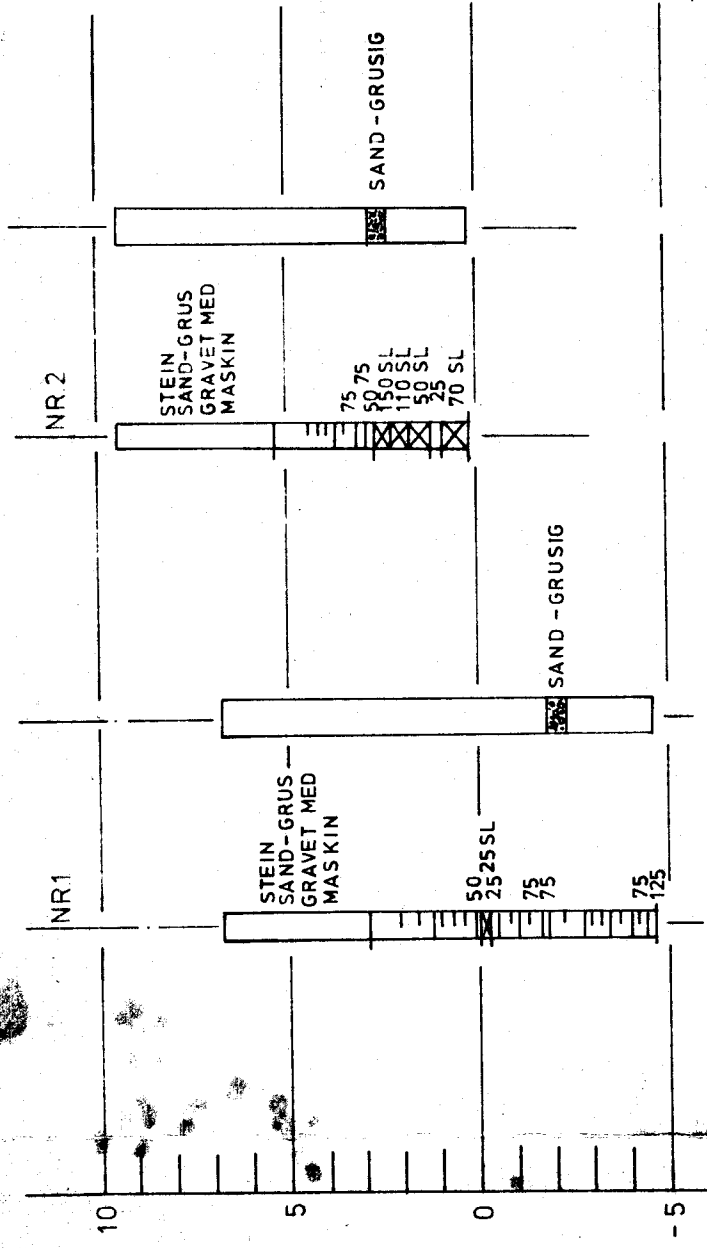 NR.1
STEIN
SAND-GRUS
GRAVET MED
MASKIN
50
25 25 SL
75
75
75
125
SAND-GRUSIG
NR.2
STEIN
SAND-GRUS
GRAVET MED
MASKIN
75
50 75
150 SL
110 SL
50 SL
25
70 SL
SAND-GRUSIG
10
5
0
-5